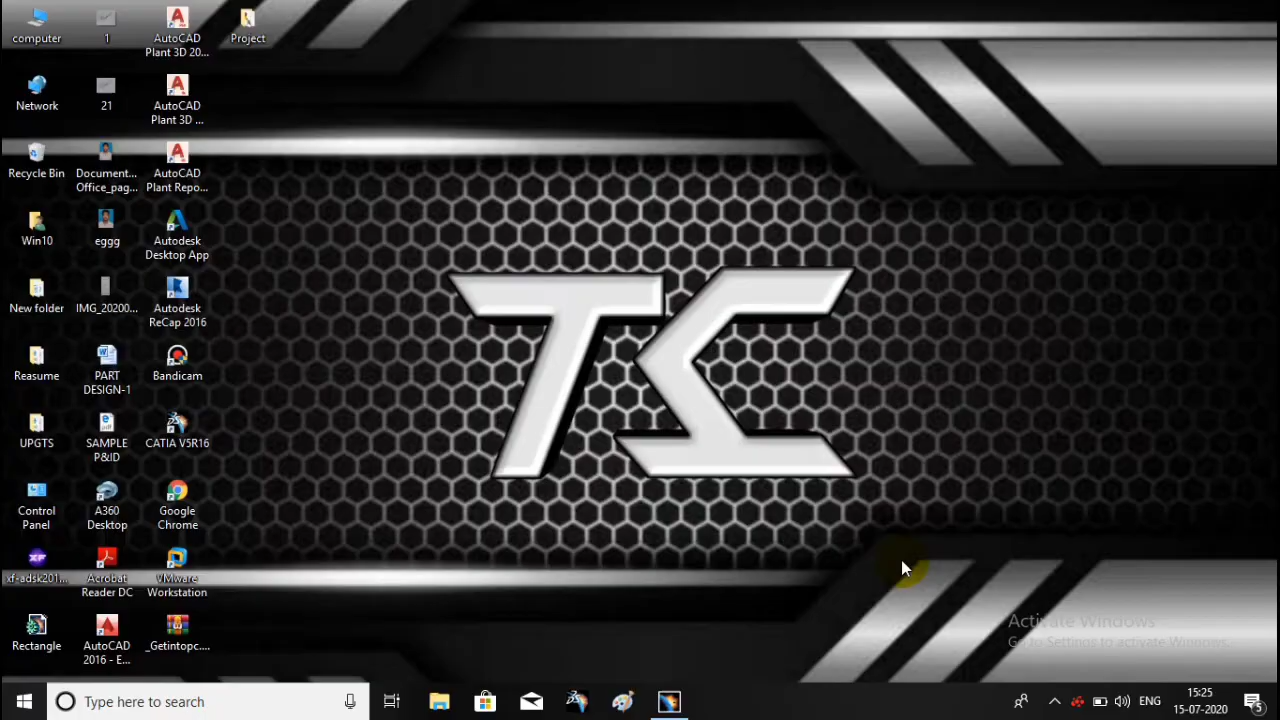 computer
1
AutoCAD
Plant 3D 20...
Project
Network
21
AutoCAD
Plant 3D ...
Recycle Bin
Document...
Office_pag...
AutoCAD
Plant Repo...
Win10
eggg
Autodesk
Desktop App
New folder
IMG_20200...
Autodesk
ReCap 2016
Reasume
PART
DESIGN-1
Bandicam
UPGTS
SAMPLE
P&ID
CATIA V5R16
Control
Panel
A360
Desktop
Google
Chrome
xf-adsk201...
Acrobat
Reader DC
VMware
Workstation
Rectangle
AutoCAD
2016 - E...
_Getintopc....
TS
Activate Windows
Go to Settings to activate Windows.
Type here to search
ENG
15:25
15-07-2020
5